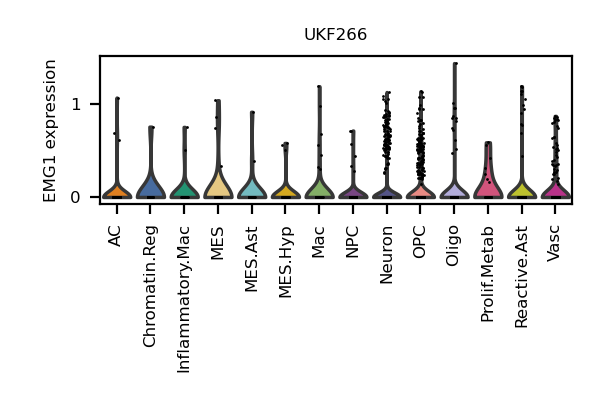 UKF266
EMG1 expression
1
0
AC
Chromatin.Reg
Inflammatory.Mac
MES
MES.Ast
MES.Hyp
Mac
NPC
Neuron
OPC
Oligo
Prolif.Metab
Reactive.Ast
Vasc